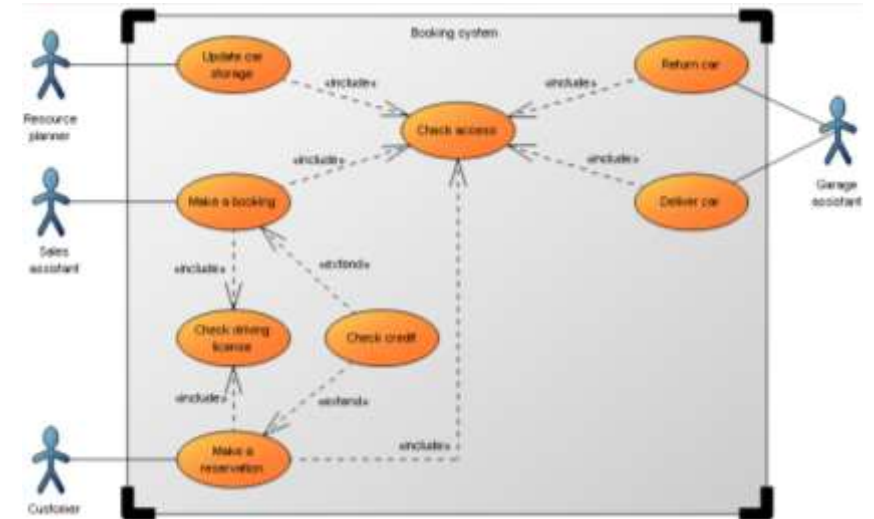 Booking system
Update car
storage
«include»
«include»
Return car
Resource
planner
Check access
«include»
«include»
Garage
assistant
Make a booking
Deliver car
Sales
assistant
«include»
«extend»
Check driving
license
Check credit
«include»
«extend»
Make a
reservation
«include»
Customer